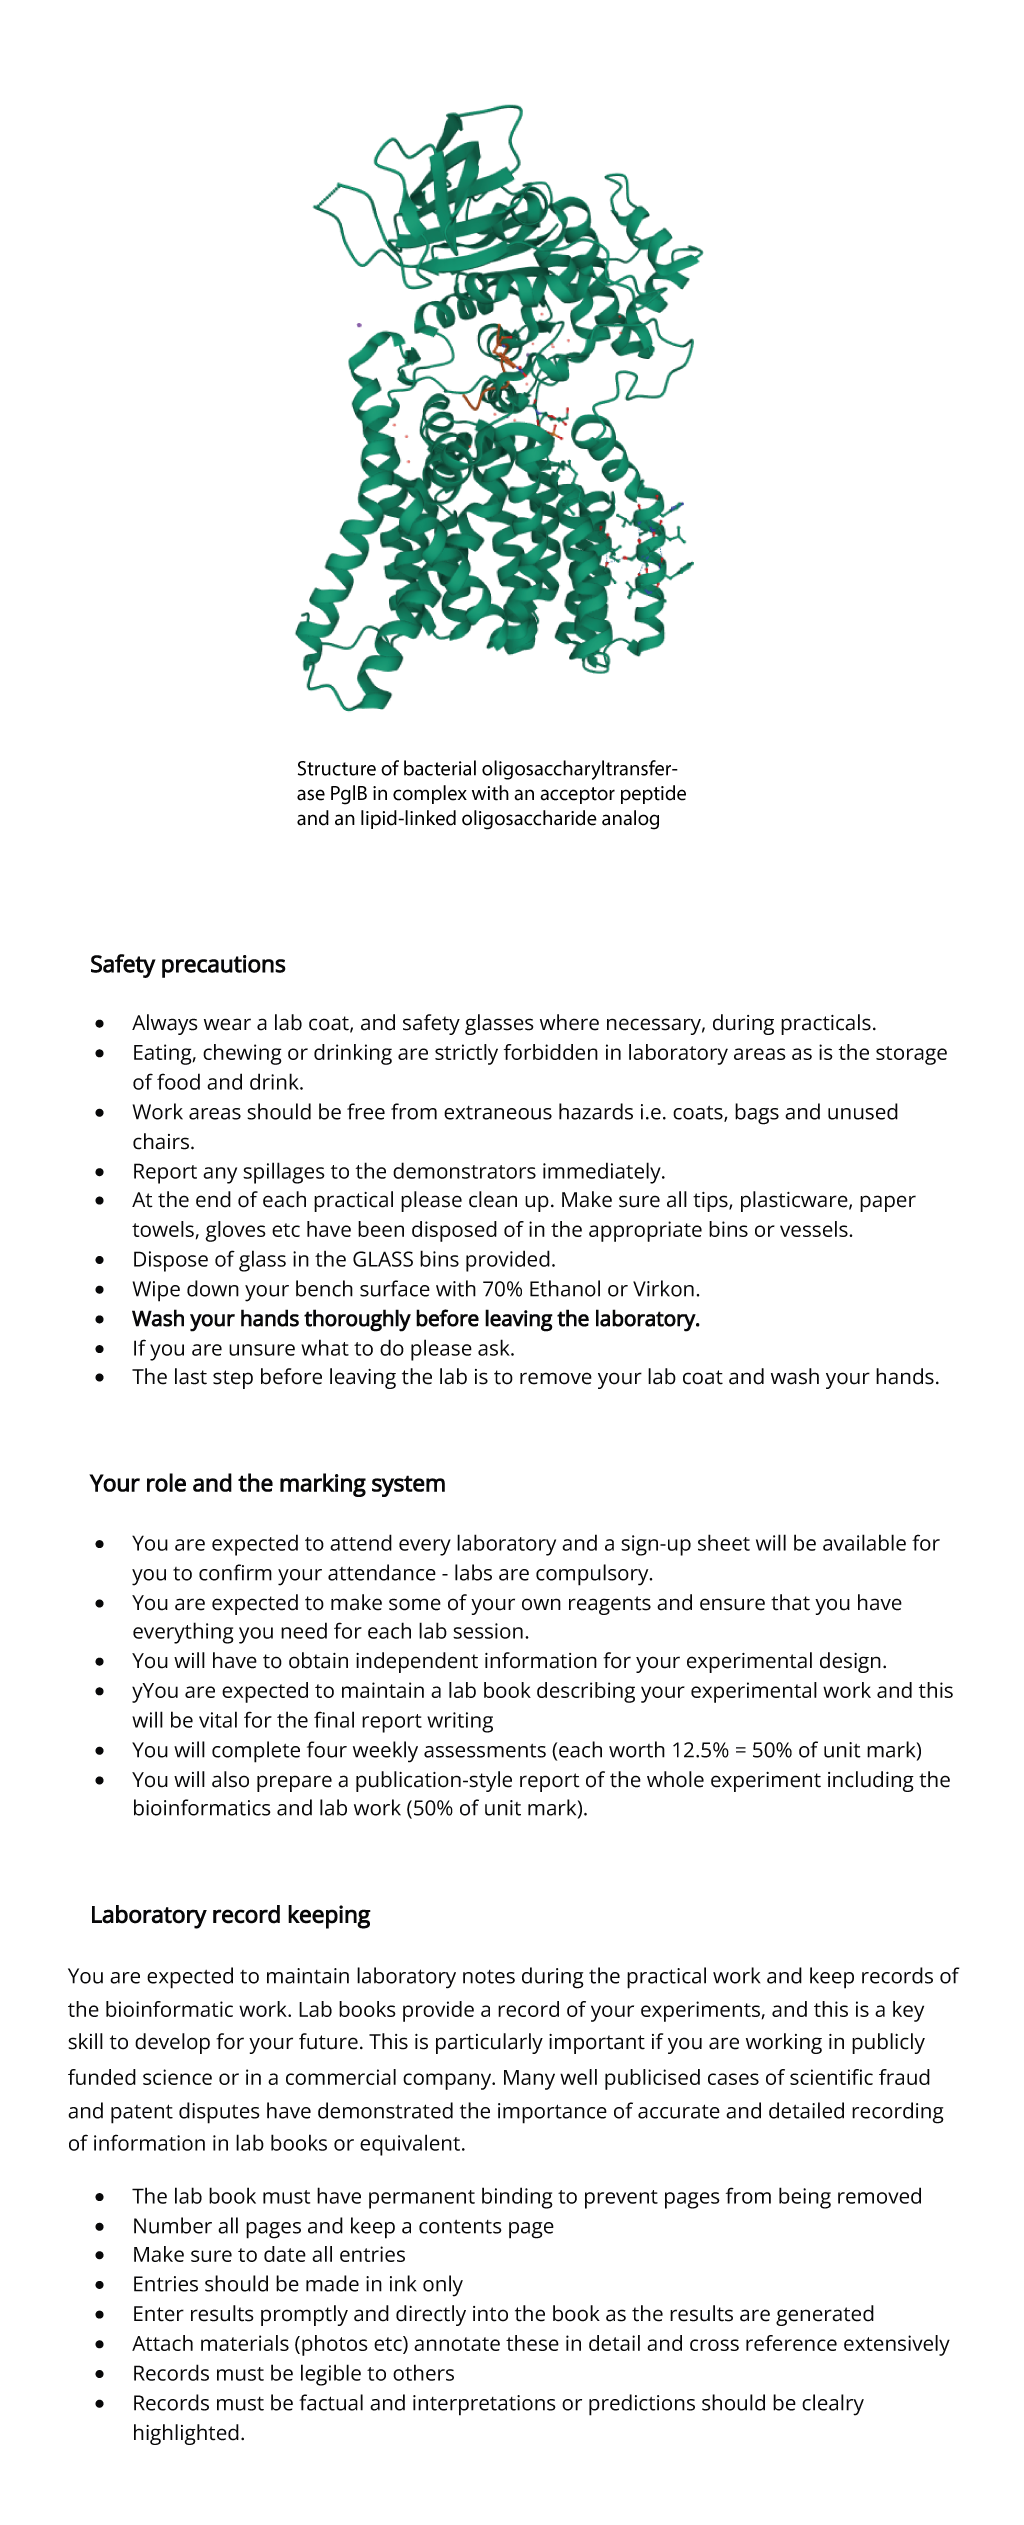 Structure of bacterial oligosaccharyltransfer-
ase PglB in complex with an acceptor peptide
and an lipid-linked oligosaccharide analog
Safety precautions
• Always wear a lab coat, and safety glasses where necessary, during practicals.
• Eating, chewing or drinking are strictly forbidden in laboratory areas as is the storage
of food and drink.
• Work areas should be free from extraneous hazards i.e. coats, bags and unused
chairs.
• Report any spillages to the demonstrators immediately.
• At the end of each practical please clean up. Make sure all tips, plasticware, paper
towels, gloves etc have been disposed of in the appropriate bins or vessels.
• Dispose of glass in the GLASS bins provided.
• Wipe down your bench surface with 70% Ethanol or Virkon.
• Wash your hands thoroughly before leaving the laboratory.
• If you are unsure what to do please ask.
• The last step before leaving the lab is to remove your lab coat and wash your hands.
Your role and the marking system
• You are expected to attend every laboratory and a sign-up sheet will be available for
you to confirm your attendance - labs are compulsory.
• You are expected to make some of your own reagents and ensure that you have
everything you need for each lab session.
• You will have to obtain independent information for your experimental design.
• yYou are expected to maintain a lab book describing your experimental work and this
will be vital for the final report writing
• You will complete four weekly assessments (each worth 12.5% = 50% of unit mark)
• You will also prepare a publication-style report of the whole experiment including the
bioinformatics and lab work (50% of unit mark).
Laboratory record keeping
You are expected to maintain laboratory notes during the practical work and keep records of
the bioinformatic work. Lab books provide a record of your experiments, and this is a key
skill to develop for your future. This is particularly important if you are working in publicly
funded science or in a commercial company. Many well publicised cases of scientific fraud
and patent disputes have demonstrated the importance of accurate and detailed recording
of information in lab books or equivalent.
• The lab book must have permanent binding to prevent pages from being removed
• Number all pages and keep a contents page
• Make sure to date all entries
• Entries should be made in ink only
• Enter results promptly and directly into the book as the results are generated
• Attach materials (photos etc) annotate these in detail and cross reference extensively
• Records must be legible to others
• Records must be factual and interpretations or predictions should be clealry
highlighted.